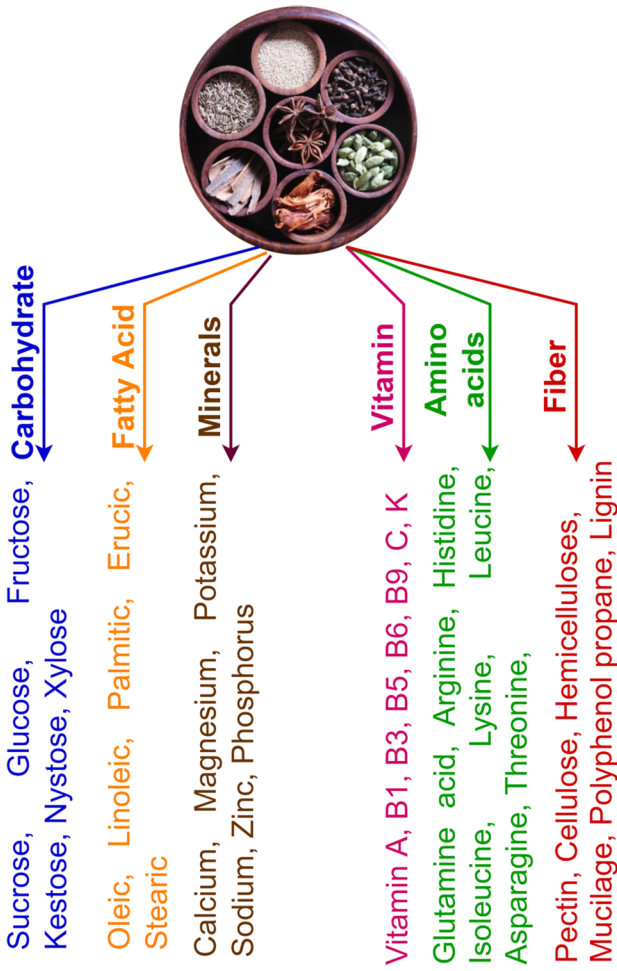 Carbohydrate
Sucrose, Glucose, Fructose,
Kestose, Nystose, Xylose
Fatty Acid
Oleic, Linoleic, Palmitic, Erucic,
Stearic
Minerals
Calcium, Magnesium, Potassium,
Sodium, Zinc, Phosphorus
Vitamin
Vitamin A, B1, B3, B5, B6, B9, C, K
Amino
acids
Glutamine acid, Arginine, Histidine,
Isoleucine, Lysine, Leucine,
Asparagine, Threonine,
Fiber
Pectin, Cellulose, Hemicelluloses,
Mucilage, Polyphenol propane, Lignin